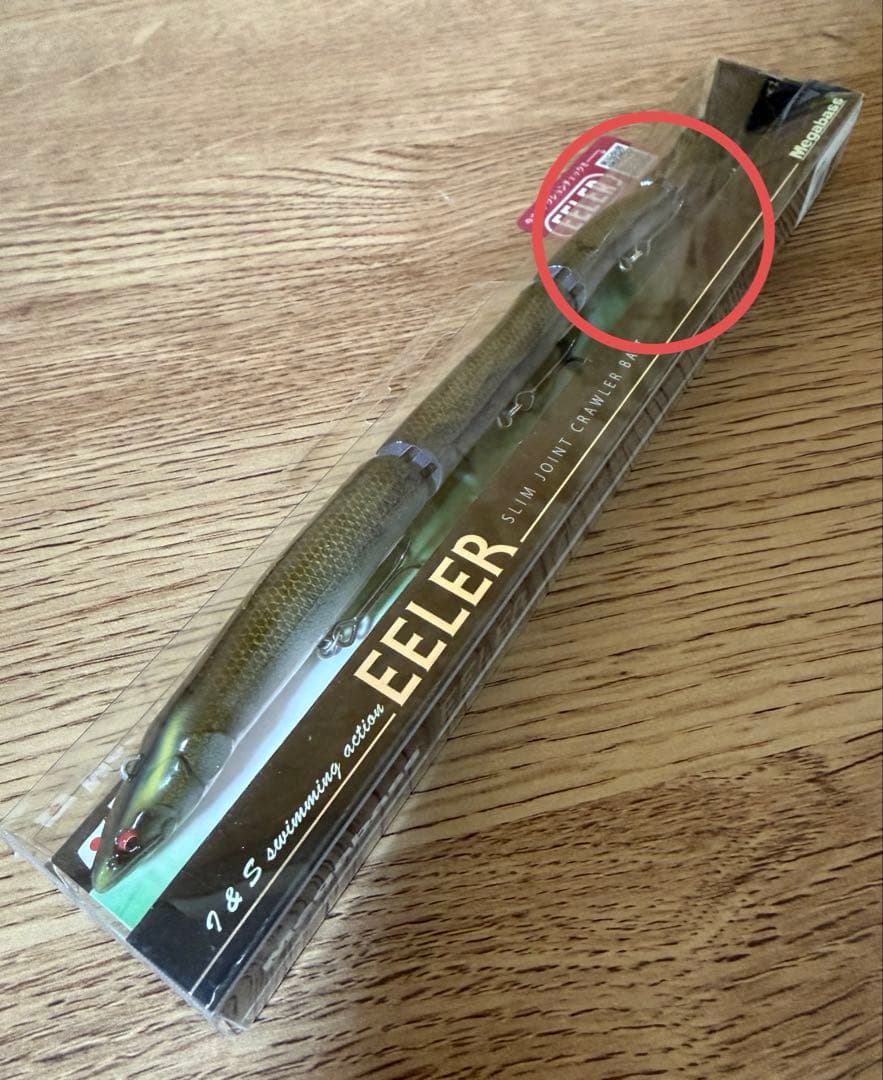 Megabass
EELER
SLIM JOINT CRAWLER BAIT
EELER
I & S swimming action